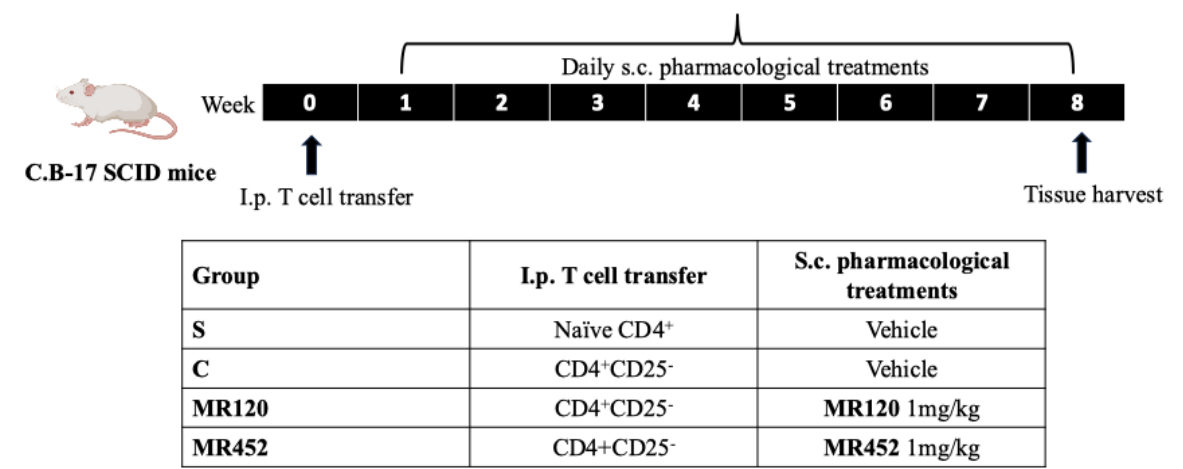 Daily s.c. pharmacological treatments
Week 0 1 2 3 4 5 6 7 8
C.B-17 SCID mice
I.p. T cell transfer
Tissue harvest
Group I.p. T cell transfer S.c. pharmacological treatments
S Naïve CD4⁺ Vehicle
C CD4⁺CD25⁻ Vehicle
MR120 CD4⁺CD25⁻ MR120 1mg/kg
MR452 CD4+CD25⁻ MR452 1mg/kg